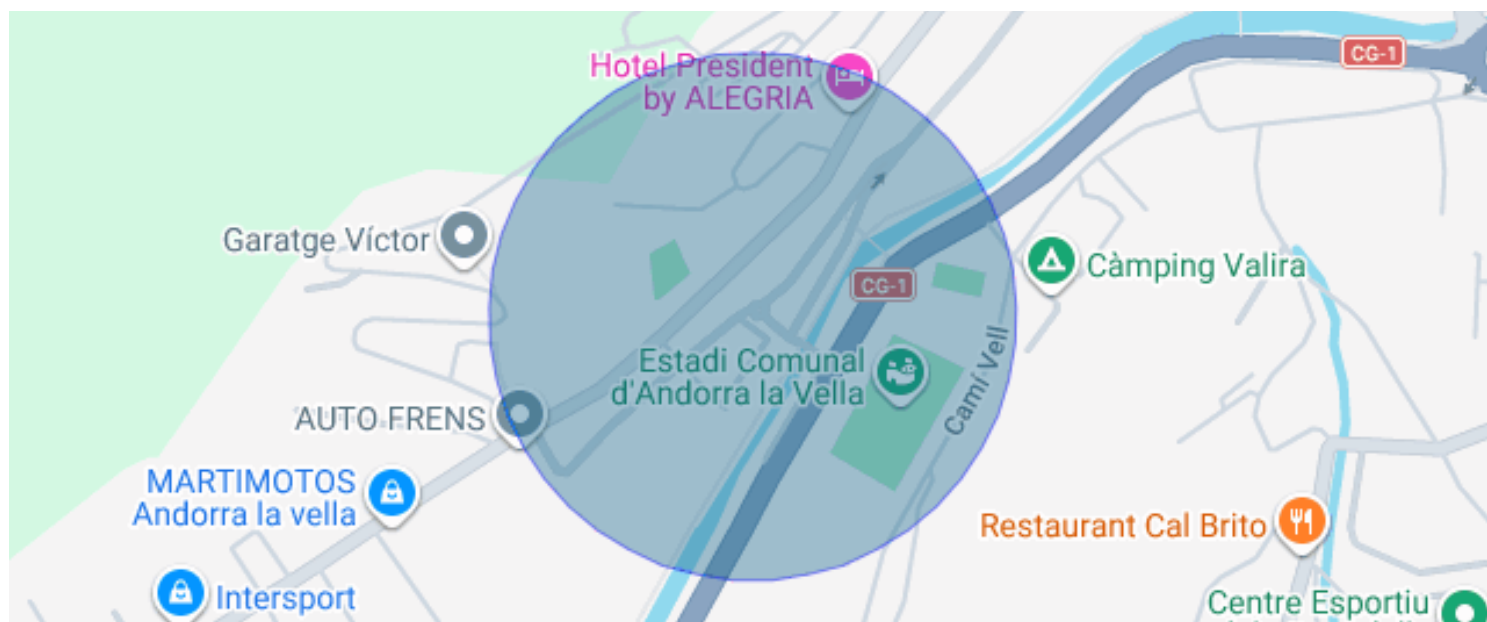 Hotel President
by ALEGRIA
CG-1
Garatge Víctor
Càmping Valira
CG-1
Estadi Comunal
d'Andorra la Vella
Camí Vell
AUTO FRENS
MARTIMOTOS
Andorra la vella
Restaurant Cal Brito
Intersport
Centre Esportiu